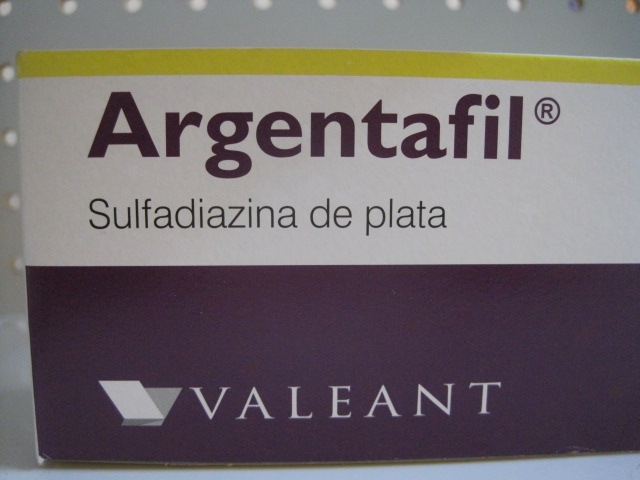 Argentafil®
Sulfadiazina de plata
VALEANT